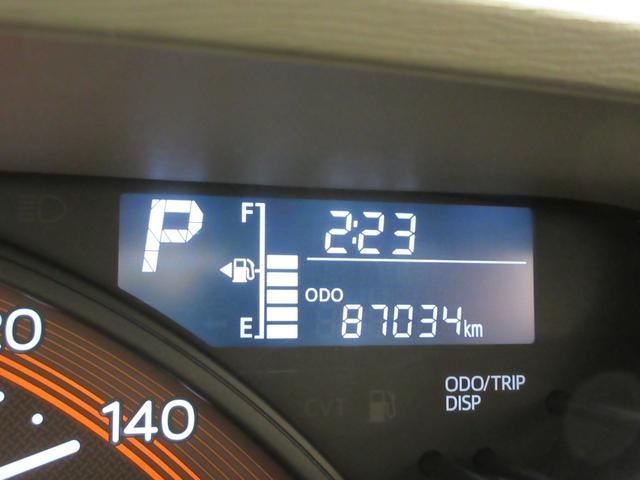 P
F
2:23
ODO
E
87034km
20
140
CVT
ODO/TRIP
DISP